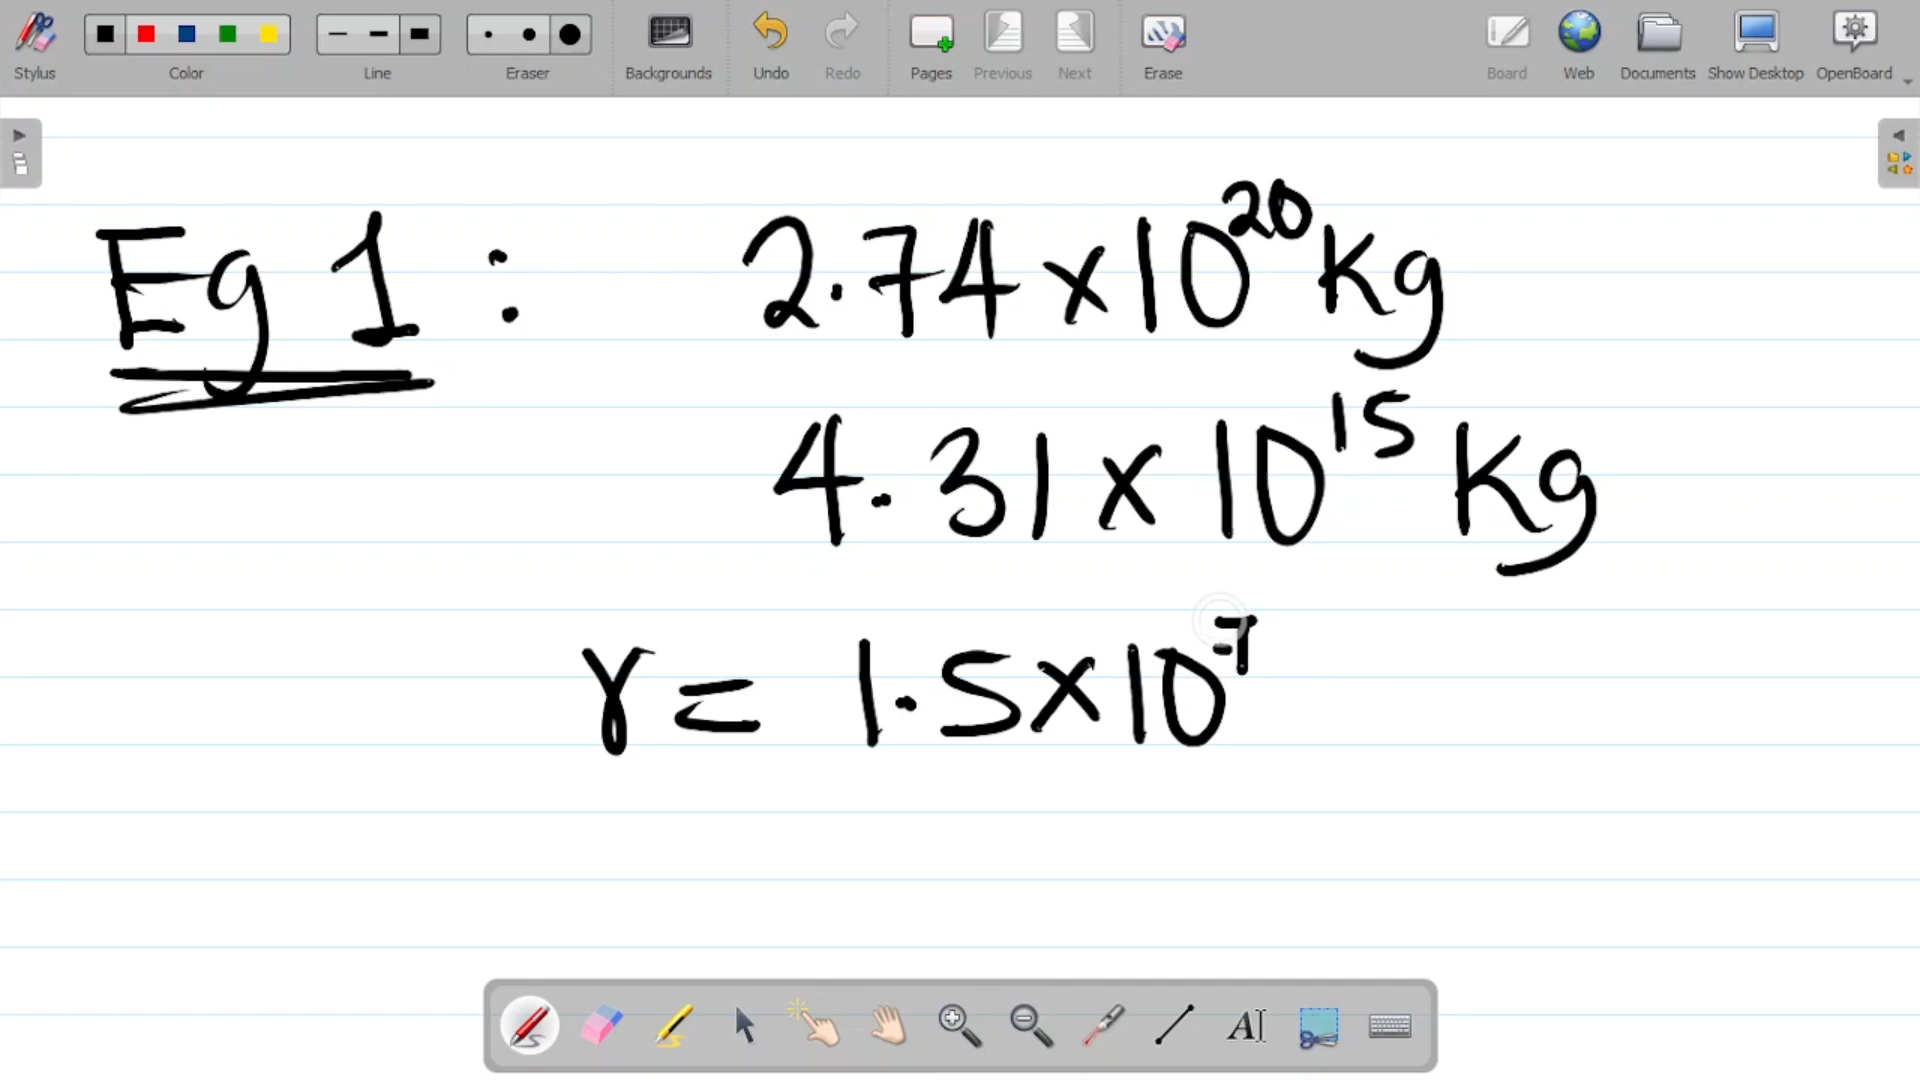 Stylus Color Line Eraser Backgrounds Undo Redo Pages Previous Next Erase Board Web Documents Show Desktop OpenBoard
Eg 1 : 2.74 x 10^20 Kg
4.31 x 10^15 Kg
r = 1.5 x 10^-7